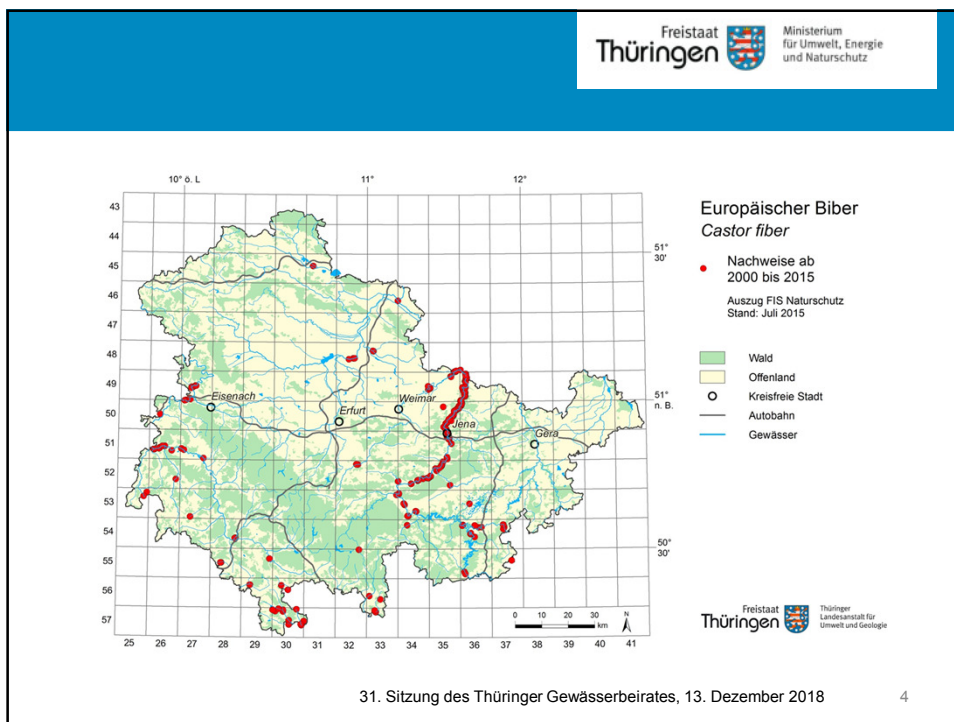 Freistaat
Thüringen
Ministerium
für Umwelt, Energie
und Naturschutz
10° ö. L
11°
12°
43
44
45
46
47
48
49
50
51
52
53
54
55
56
57
51°
30'
51°
n. B.
50°
30'
Eisenach
Erfurt
Weimar
Jena
Gera
0 10 20 30
km
N
25 26 27 28 29 30 31 32 33 34 35 36 37 38 39 40 41
Europäischer Biber
Castor fiber
Nachweise ab
2000 bis 2015
Auszug FIS Naturschutz
Stand: Juli 2015
Wald
Offenland
Kreisfreie Stadt
Autobahn
Gewässer
Freistaat
Thüringen
Thüringer
Landesanstalt für
Umwelt und Geologie
31. Sitzung des Thüringer Gewässerbeirates, 13. Dezember 2018
4